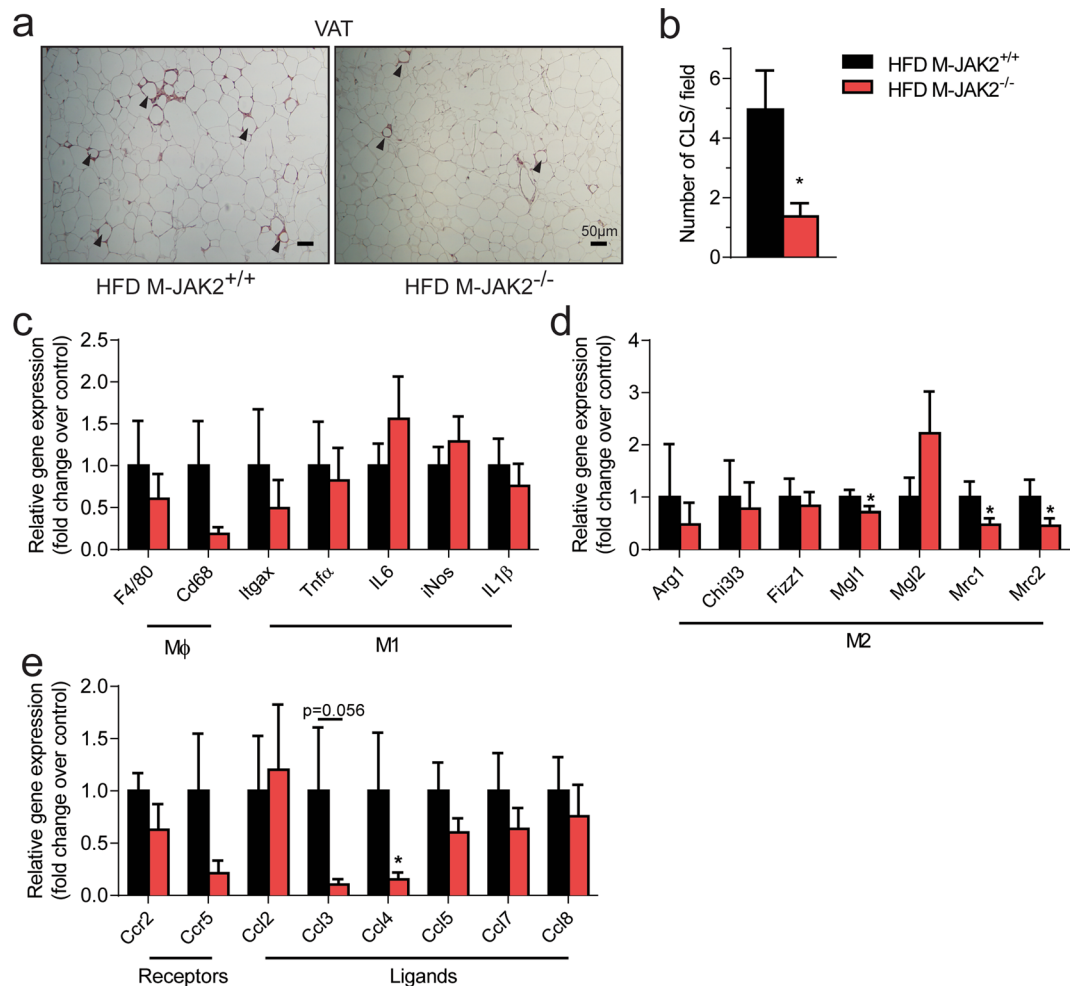 a
VAT
50µm
HFD M-JAK2+/+
HFD M-JAK2-/-
b
Number of CLS/ field
6
4
2
0
*
HFD M-JAK2+/+
HFD M-JAK2-/-
c
Relative gene expression
(fold change over control)
2.5
2.0
1.5
1.0
0.5
0.0
F4/80
Cd68
Itgax
Tnfα
IL6
iNos
IL1β
Mϕ
M1
d
Relative gene expression
(fold change over control)
4
3
2
1
0
*
*
*
Arg1
Chi3l3
Fizz1
Mgl1
Mgl2
Mrc1
Mrc2
M2
e
Relative gene expression
(fold change over control)
2.0
1.5
1.0
0.5
0.0
p=0.056
*
Ccr2
Ccr5
Ccl2
Ccl3
Ccl4
Ccl5
Ccl7
Ccl8
Receptors
Ligands